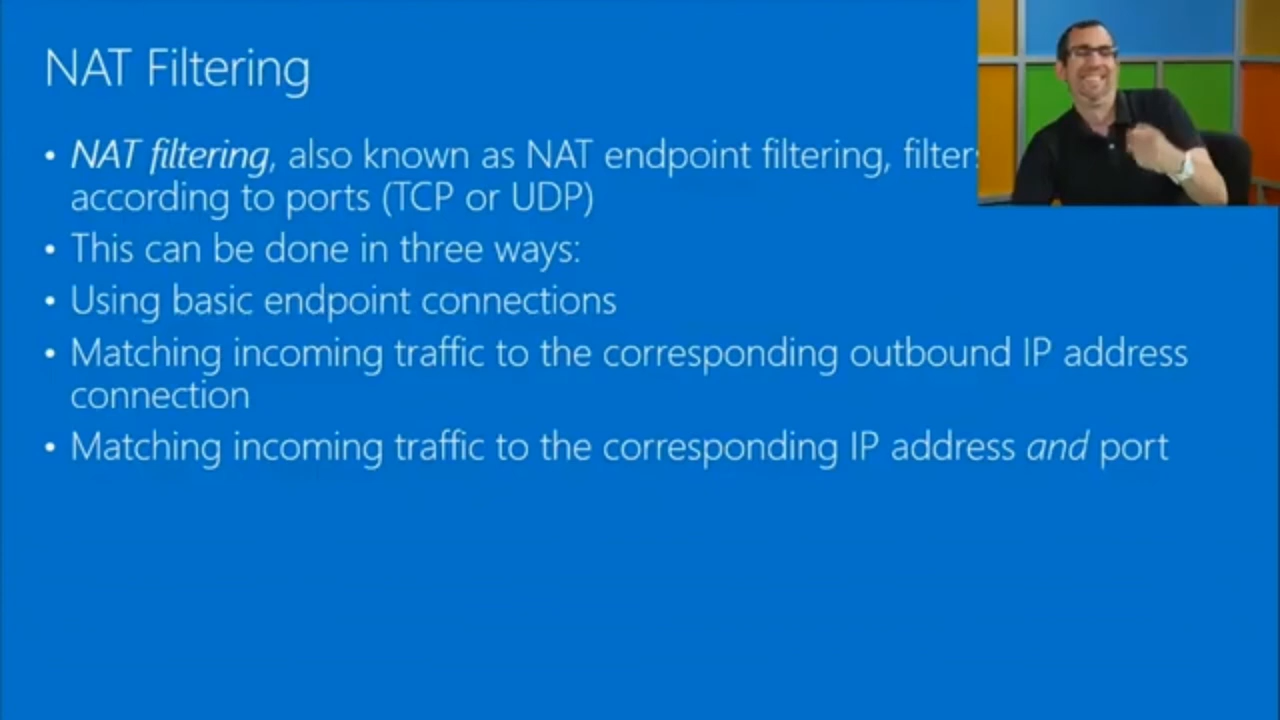 NAT Filtering
• NAT filtering, also known as NAT endpoint filtering,
according to ports (TCP or UDP)
• This can be done in three ways:
• Using basic endpoint connections
• Matching incoming traffic to the corresponding outbound IP address
connection
• Matching incoming traffic to the corresponding IP address and port